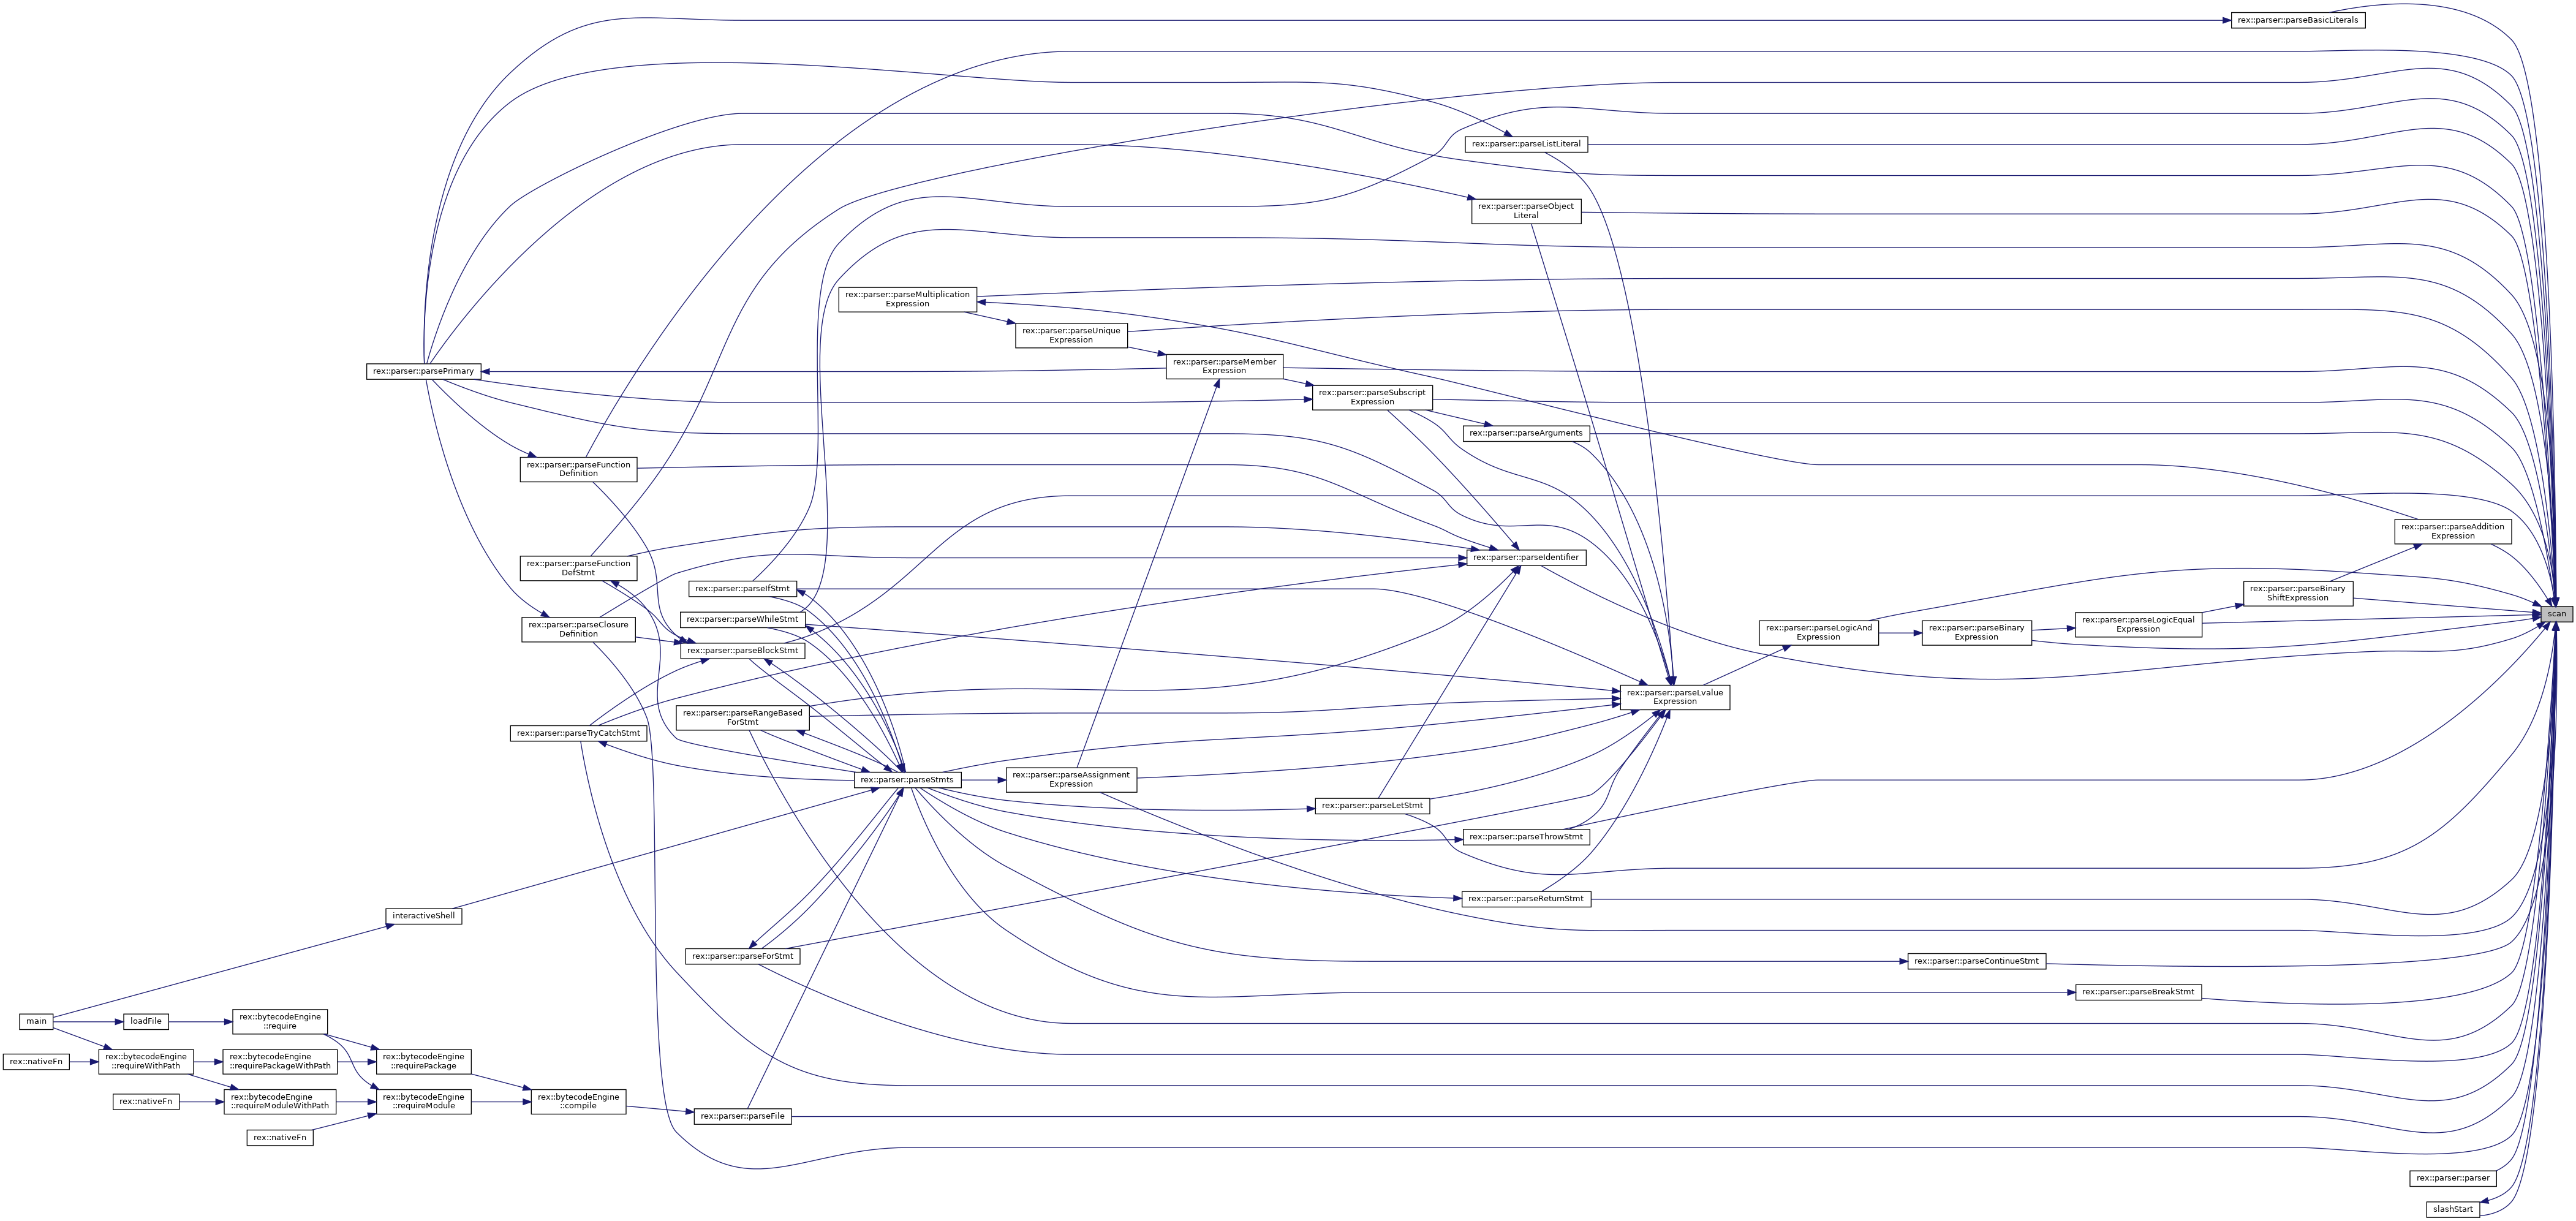 rex::parser::parseBasicLiterals
rex::parser::parseListLiteral
rex::parser::parseObject
Literal
rex::parser::parseMultiplication
Expression
rex::parser::parseUnique
Expression
rex::parser::parseMember
Expression
rex::parser::parsePrimary
rex::parser::parseSubscript
Expression
rex::parser::parseArguments
rex::parser::parseFunction
Definition
rex::parser::parseAddition
Expression
rex::parser::parseIdentifier
rex::parser::parseFunction
DefStmt
rex::parser::parseIfStmt
rex::parser::parseBinary
ShiftExpression
scan
rex::parser::parseWhileStmt
rex::parser::parseLogicEqual
Expression
rex::parser::parseClosure
Definition
rex::parser::parseLogicAnd
Expression
rex::parser::parseBinary
Expression
rex::parser::parseBlockStmt
rex::parser::parseLvalue
Expression
rex::parser::parseRangeBased
ForStmt
rex::parser::parseTryCatchStmt
rex::parser::parseStmts
rex::parser::parseAssignment
Expression
rex::parser::parseLetStmt
rex::parser::parseThrowStmt
rex::parser::parseReturnStmt
interactiveShell
rex::parser::parseForStmt
rex::parser::parseContinueStmt
rex::parser::parseBreakStmt
main
loadFile
rex::bytecodeEngine
::require
rex::nativeFn
rex::bytecodeEngine
::requireWithPath
rex::bytecodeEngine
::requirePackageWithPath
rex::bytecodeEngine
::requirePackage
rex::nativeFn
rex::bytecodeEngine
::requireModuleWithPath
rex::bytecodeEngine
::requireModule
rex::bytecodeEngine
::compile
rex::parser::parseFile
rex::nativeFn
rex::parser::parser
slashStart